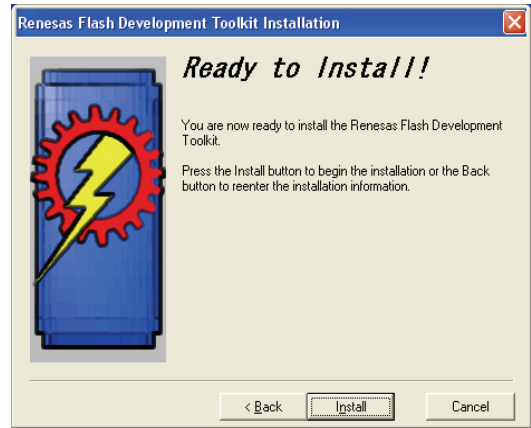 Renesas Flash Development Toolkit Installation
Ready to Install!
You are now ready to install the Renesas Flash Development
Toolkit.
Press the Install button to begin the installation or the Back
button to reenter the installation information.
< Back
Install
Cancel